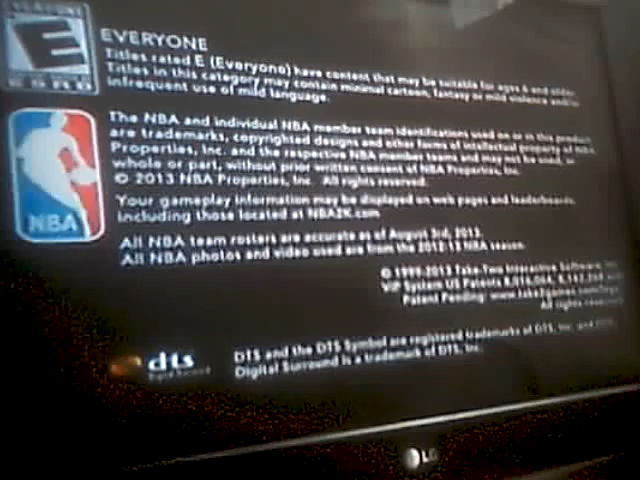 EVERYONE
E
ESRB
EVERYONE
Titles rated E (Everyone) have content that may be suitable for ages 6 and older.
Titles in this category may contain minimal cartoon, fantasy or mild violence and/or
infrequent use of mild language.
NBA
The NBA and individual NBA member team identifications used on or in this product
are trademarks, copyrighted designs and other forms of intellectual property of NBA
Properties, Inc. and the respective NBA member teams and may not be used, in
whole or part, without prior written consent of NBA Properties, Inc.
© 2013 NBA Properties, Inc. All rights reserved.
Your gameplay information may be displayed on web pages and leaderboards,
including those located at NBA2K.com
All NBA team rosters are accurate as of August 3rd, 2013.
All NBA photos and video used are from the 2012-13 NBA season
© 1999-2013 Take-Two Interactive Software, Inc.
VIP System US Patents
Patent Pending: www.take2games.com/legal
All rights reserved
dts
DTS and the DTS Symbol are registered trademarks of DTS, Inc. and
Digital Surround is a trademark of DTS, Inc.
LG